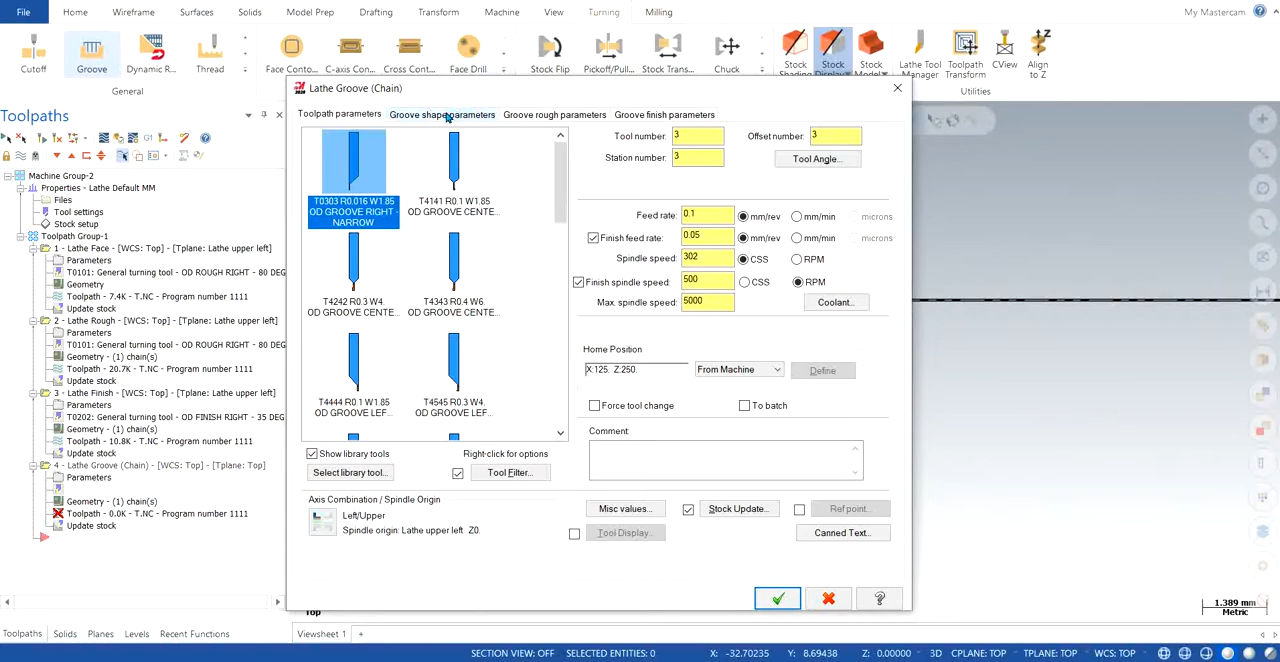 File Home Wireframe Surfaces Solids Model Prep Drafting Transform Machine View Turning Milling My Mastercam
Cutoff Groove Dynamic R... Thread Face Conto... C-axis Con... Cross Cont... Face Drill Stock Flip Pickoff/Pull... Stock Trans... Chuck Stock Shading Stock Display Stock Model Lathe Tool Manager Toolpath Transform CView Align to Z
General Utilities
Toolpaths
G1
Machine Group-2
Properties - Lathe Default MM
Files
Tool settings
Stock setup
Toolpath Group-1
1 - Lathe Face - [WCS: Top] - [Tplane: Lathe upper left]
Parameters
T0101: General turning tool - OD ROUGH RIGHT - 80 DEG
Geometry
Toolpath - 7.4K - T.NC - Program number 1111
Update stock
2 - Lathe Rough - [WCS: Top] - [Tplane: Lathe upper left]
Parameters
T0101: General turning tool - OD ROUGH RIGHT - 80 DEG
Geometry - (1) chain(s)
Toolpath - 20.7K - T.NC - Program number 1111
Update stock
3 - Lathe Finish - [WCS: Top] - [Tplane: Lathe upper left]
Parameters
T0202: General turning tool - OD FINISH RIGHT - 35 DEG
Geometry - (1) chain(s)
Toolpath - 10.8K - T.NC - Program number 1111
Update stock
4 - Lathe Groove (Chain) - [WCS: Top] - [Tplane: Top]
Parameters
Geometry - (1) chain(s)
Toolpath - 0.0K - T.NC - Program number 1111
Update stock
Toolpaths Solids Planes Levels Recent Functions
Lathe Groove (Chain)
Toolpath parameters Groove shape parameters Groove rough parameters Groove finish parameters
T0303 R0.016 W1.85
OD GROOVE RIGHT -
NARROW
T4141 R0.1 W1.85
OD GROOVE CENTE...
T4242 R0.3 W4.
OD GROOVE CENTE...
T4343 R0.4 W6.
OD GROOVE CENTE...
T4444 R0.1 W1.85
OD GROOVE LEF...
T4545 R0.3 W4.
OD GROOVE LEF...
Show library tools Right-click for options
Select library tool... Tool Filter...
Axis Combination / Spindle Origin
Left/Upper
Spindle origin: Lathe upper left Z0.
Tool number: 3 Offset number: 3
Station number: 3 Tool Angle...
Feed rate: 0.1 mm/rev mm/min microns
Finish feed rate: 0.05 mm/rev mm/min microns
Spindle speed: 302 CSS RPM
Finish spindle speed: 500 CSS RPM
Max. spindle speed: 5000 Coolant...
Home Position
X:125. Z:250. From Machine Define
Force tool change To batch
Comment:
Misc values... Stock Update... Ref point...
Tool Display... Canned Text...
Top
1.389 mm
Metric
Viewsheet 1 +
SECTION VIEW: OFF SELECTED ENTITIES: 0 X: -32.70235 Y: 8.69438 Z: 0.00000 3D CPLANE: TOP TPLANE: TOP WCS: TOP